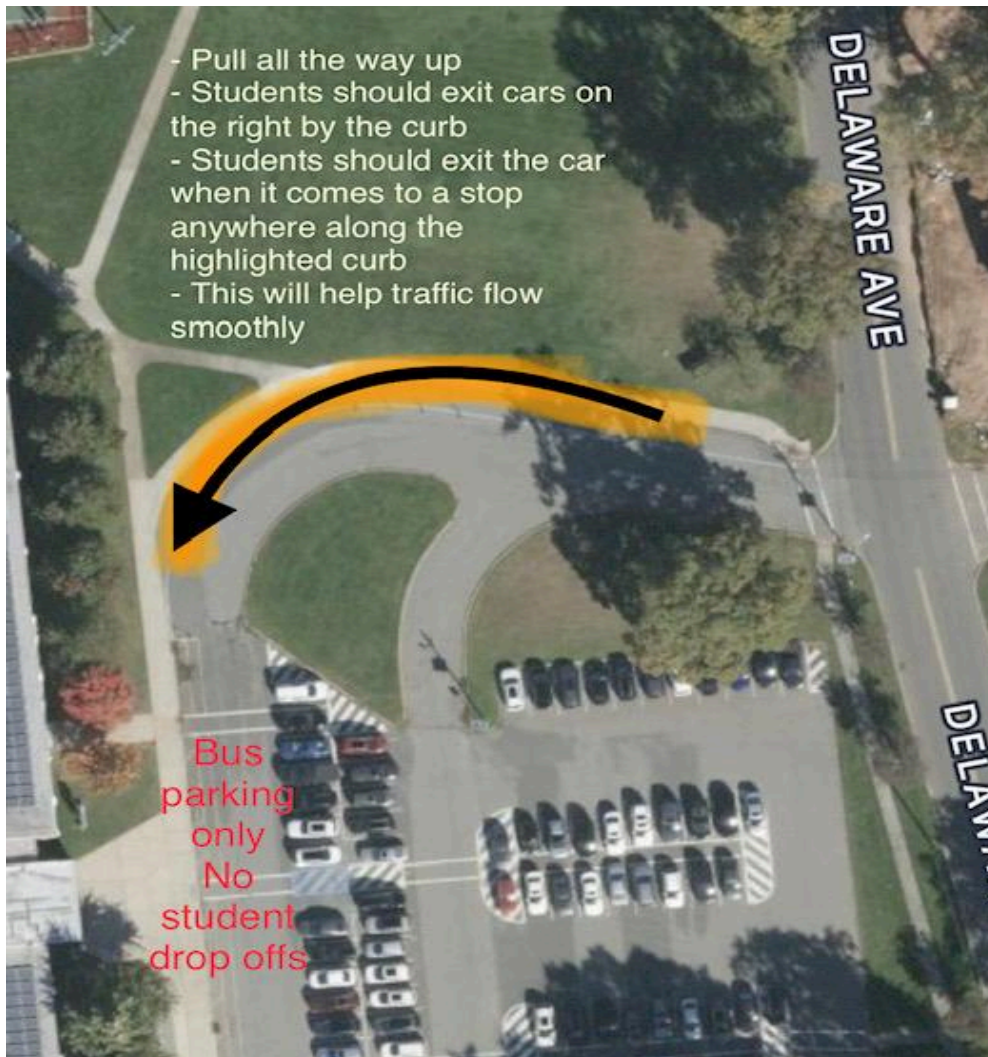 - Pull all the way up
- Students should exit cars on
the right by the curb
- Students should exit the car
when it comes to a stop
anywhere along the
highlighted curb
- This will help traffic flow
smoothly
DELAWARE AVE
Bus
parking
only
No
student
drop offs